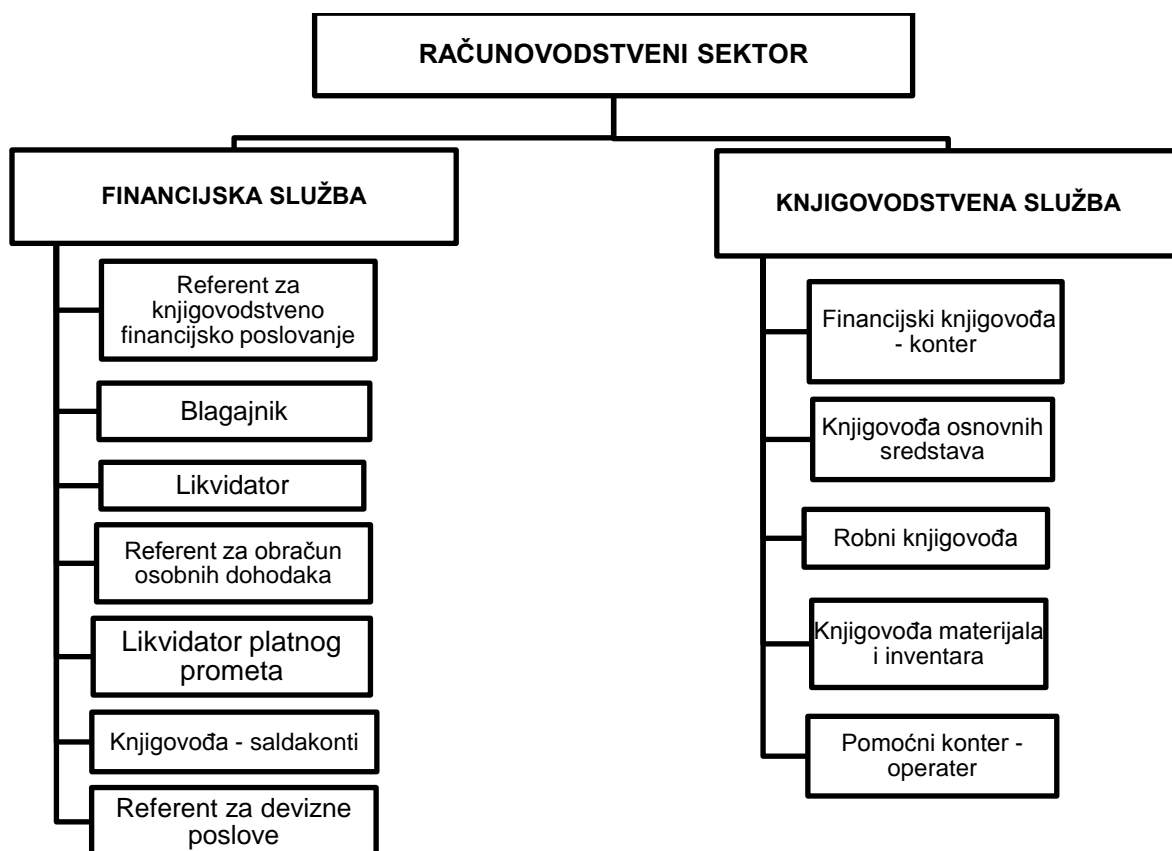 RAČUNOVODSTVENI SEKTOR
FINANCIJSKA SLUŽBA
Referent za
knjigovodstveno
financijsko poslovanje
Blagajnik
Likvidator
Referent za obračun
osobnih dohodaka
Likvidator platnog
prometa
Knjigovođa - saldakonti
Referent za devizne
poslove
KNJIGOVODSTVENA SLUŽBA
Financijski knjigovođa
- konter
Knjigovođa osnovnih
sredstava
Robni knjigovođa
Knjigovođa materijala
i inventara
Pomoćni konter -
operater